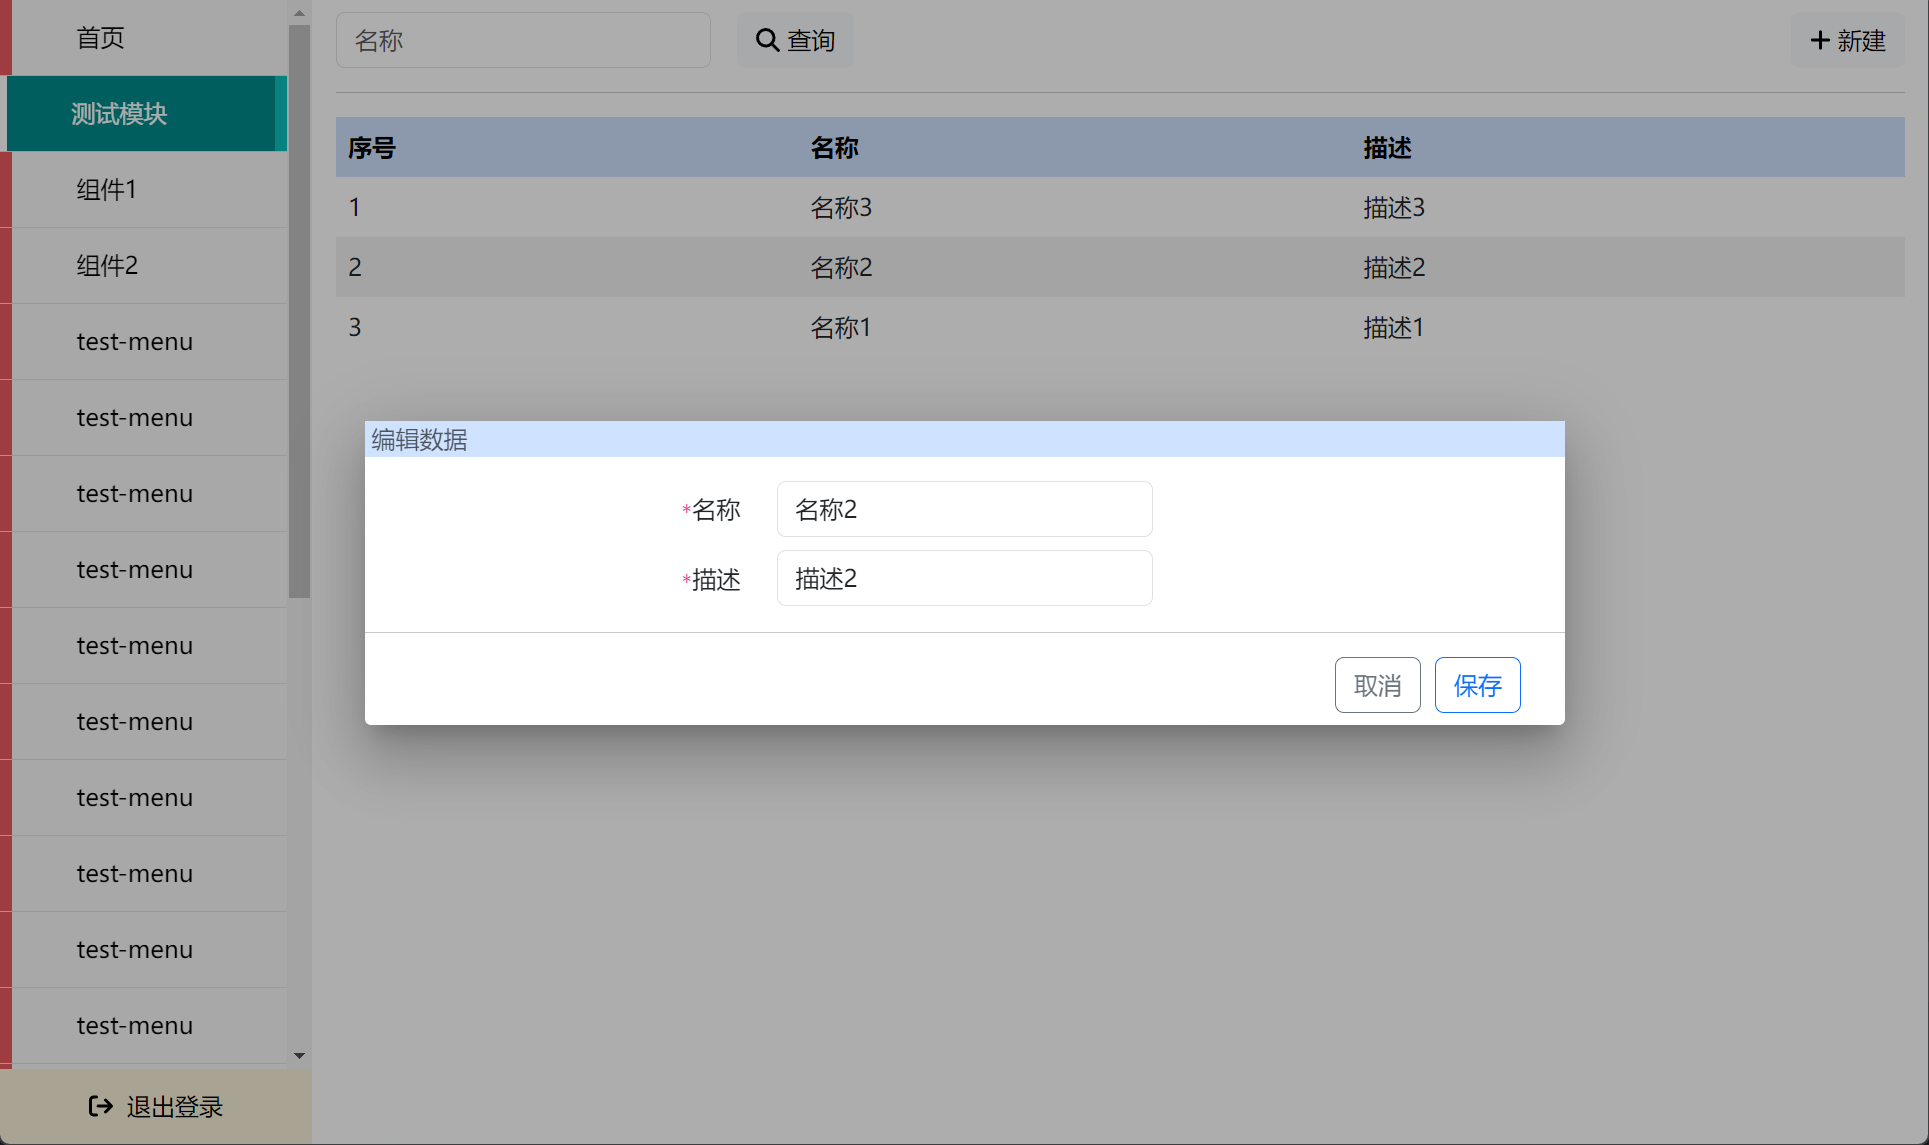 首页
测试模块
组件1
组件2
test-menu
test-menu
test-menu
test-menu
test-menu
test-menu
test-menu
test-menu
test-menu
test-menu
退出登录
名称
查询
新建
序号 名称 描述
1 名称3 描述3
2 名称2 描述2
3 名称1 描述1
编辑数据
*名称 名称2
*描述 描述2
取消 保存